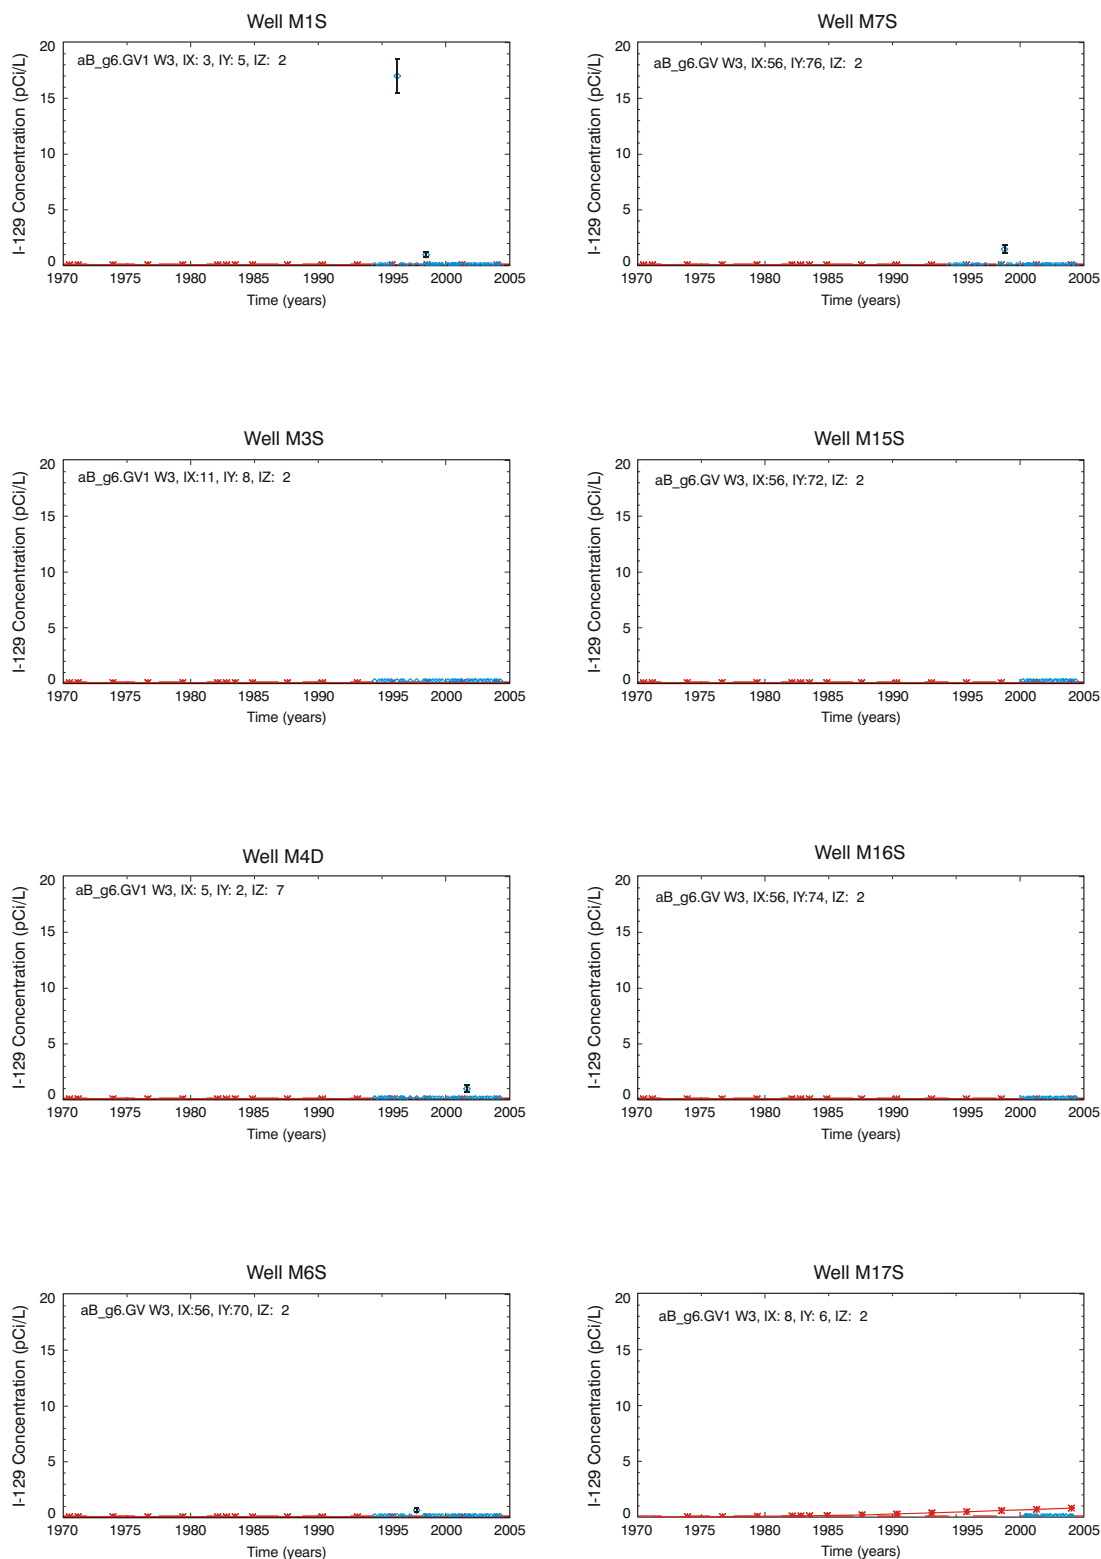 Well M1S
I-129 Concentration (pCi/L)
aB_g6.GV1 W3, IX: 3, IY: 5, IZ: 2
20
15
10
5
0
1970 1975 1980 1985 1990 1995 2000 2005
Time (years)
Well M7S
I-129 Concentration (pCi/L)
aB_g6.GV W3, IX:56, IY:76, IZ: 2
20
15
10
5
0
1970 1975 1980 1985 1990 1995 2000 2005
Time (years)
Well M3S
I-129 Concentration (pCi/L)
aB_g6.GV1 W3, IX:11, IY: 8, IZ: 2
20
15
10
5
0
1970 1975 1980 1985 1990 1995 2000 2005
Time (years)
Well M15S
I-129 Concentration (pCi/L)
aB_g6.GV W3, IX:56, IY:72, IZ: 2
20
15
10
5
0
1970 1975 1980 1985 1990 1995 2000 2005
Time (years)
Well M4D
I-129 Concentration (pCi/L)
aB_g6.GV1 W3, IX: 5, IY: 2, IZ: 7
20
15
10
5
0
1970 1975 1980 1985 1990 1995 2000 2005
Time (years)
Well M16S
I-129 Concentration (pCi/L)
aB_g6.GV W3, IX:56, IY:74, IZ: 2
20
15
10
5
0
1970 1975 1980 1985 1990 1995 2000 2005
Time (years)
Well M6S
I-129 Concentration (pCi/L)
aB_g6.GV W3, IX:56, IY:70, IZ: 2
20
15
10
5
0
1970 1975 1980 1985 1990 1995 2000 2005
Time (years)
Well M17S
I-129 Concentration (pCi/L)
aB_g6.GV1 W3, IX: 8, IY: 6, IZ: 2
20
15
10
5
0
1970 1975 1980 1985 1990 1995 2000 2005
Time (years)